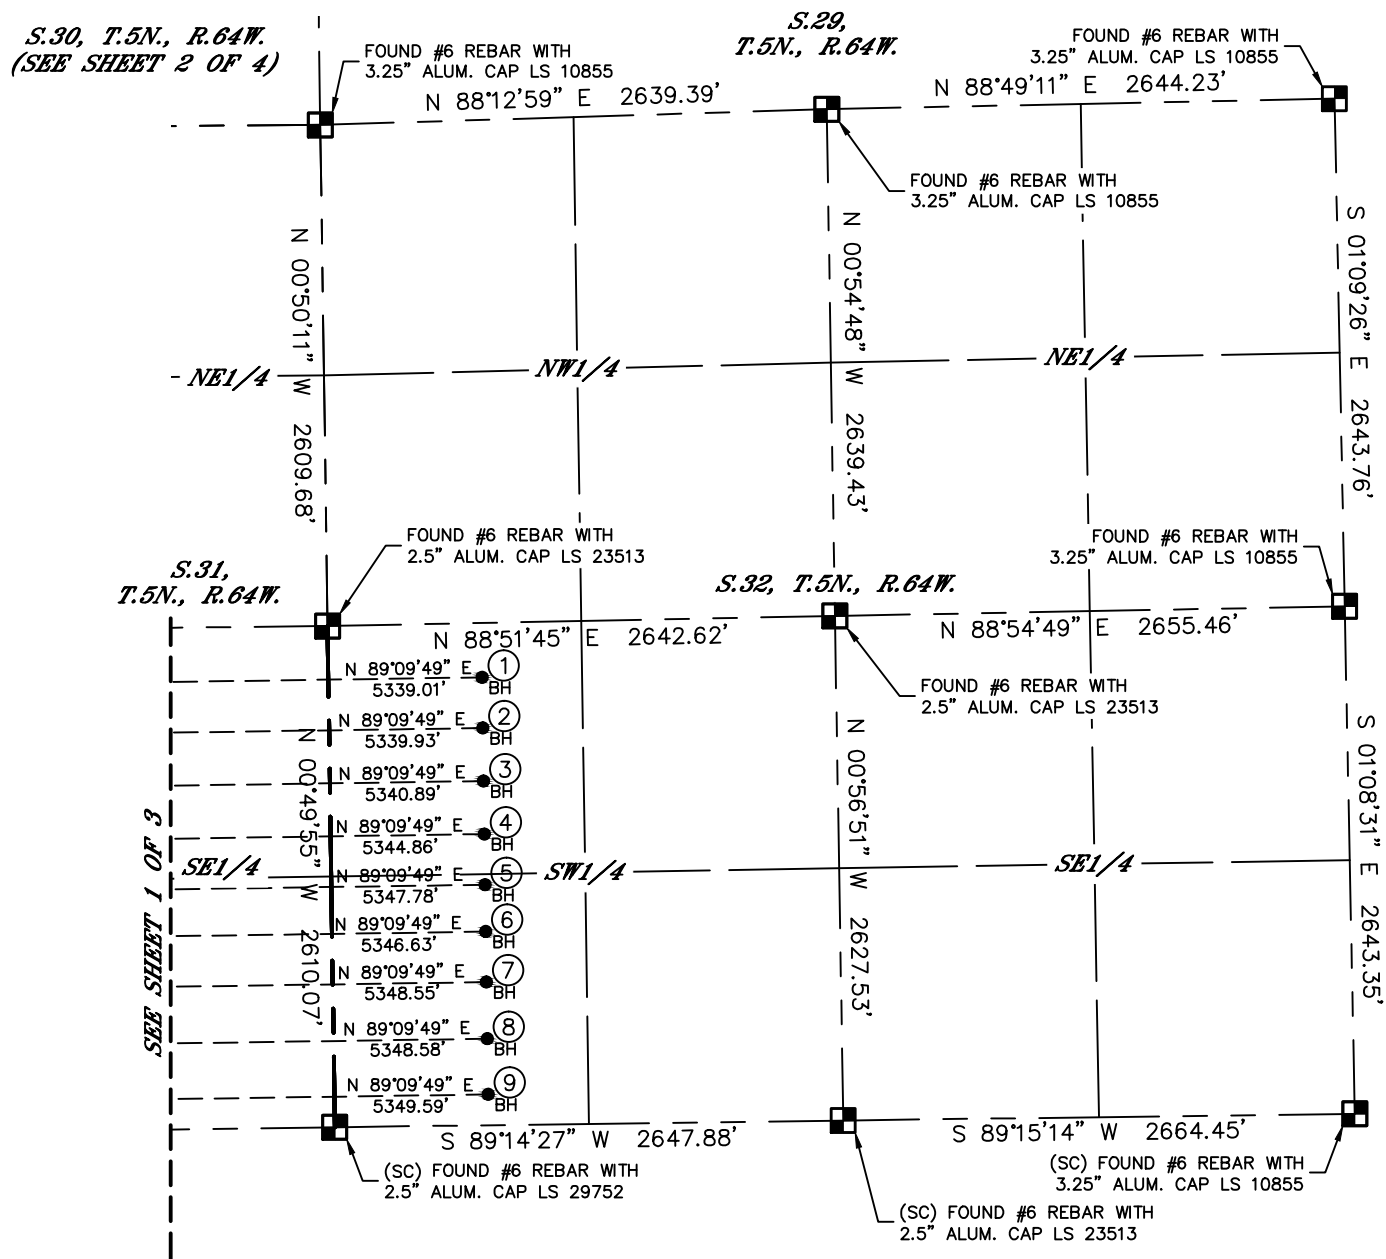 S.30, T.5N., R.64W.
(SEE SHEET 2 OF 4)
FOUND #6 REBAR WITH
3.25" ALUM. CAP LS 10855
S.29,
T.5N., R.64W.
FOUND #6 REBAR WITH
3.25" ALUM. CAP LS 10855
N 88°12'59" E 2639.39'
N 88°49'11" E 2644.23'
FOUND #6 REBAR WITH
3.25" ALUM. CAP LS 10855
N 00°50'11" W 2609.68'
N 00°54'48" W 2639.43'
S 01°09'26" E 2643.76'
NE1/4
NW1/4
NE1/4
FOUND #6 REBAR WITH
2.5" ALUM. CAP LS 23513
FOUND #6 REBAR WITH
3.25" ALUM. CAP LS 10855
S.31,
T.5N., R.64W.
S.32, T.5N., R.64W.
N 88°51'45" E 2642.62'
N 88°54'49" E 2655.46'
FOUND #6 REBAR WITH
2.5" ALUM. CAP LS 23513
N 89°09'49" E
5339.01'
1
BH
N 89°09'49" E
5339.93'
2
BH
N 89°09'49" E
5340.89'
3
BH
N 89°09'49" E
5344.86'
4
BH
N 89°09'49" E
5347.78'
5
BH
N 89°09'49" E
5346.63'
6
BH
N 89°09'49" E
5348.55'
7
BH
N 89°09'49" E
5348.58'
8
BH
N 89°09'49" E
5349.59'
9
BH
N 00°49'55" W 2610.07'
N 00°56'51" W 2627.53'
S 01°08'31" E 2643.35'
SEE SHEET 1 OF 3
SE1/4
SW1/4
SE1/4
S 89°14'27" W 2647.88'
S 89°15'14" W 2664.45'
(SC) FOUND #6 REBAR WITH
2.5" ALUM. CAP LS 29752
(SC) FOUND #6 REBAR WITH
3.25" ALUM. CAP LS 10855
(SC) FOUND #6 REBAR WITH
2.5" ALUM. CAP LS 23513